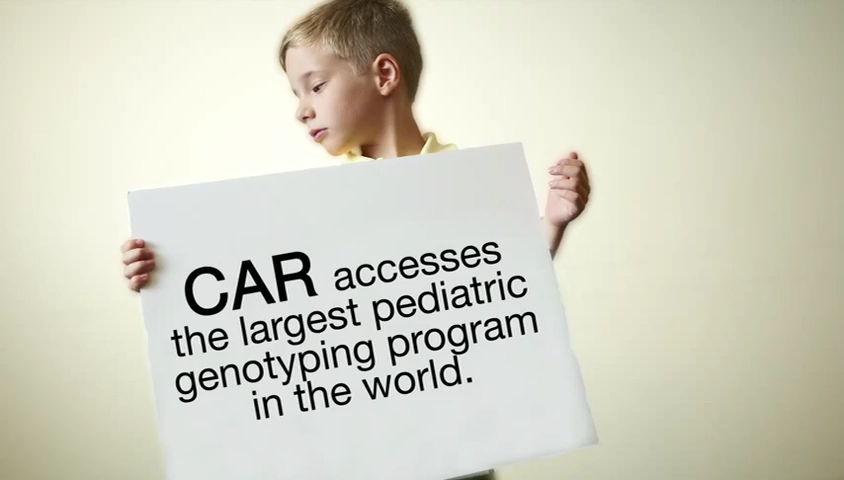 CAR accesses
the largest pediatric
genotyping program
in the world.